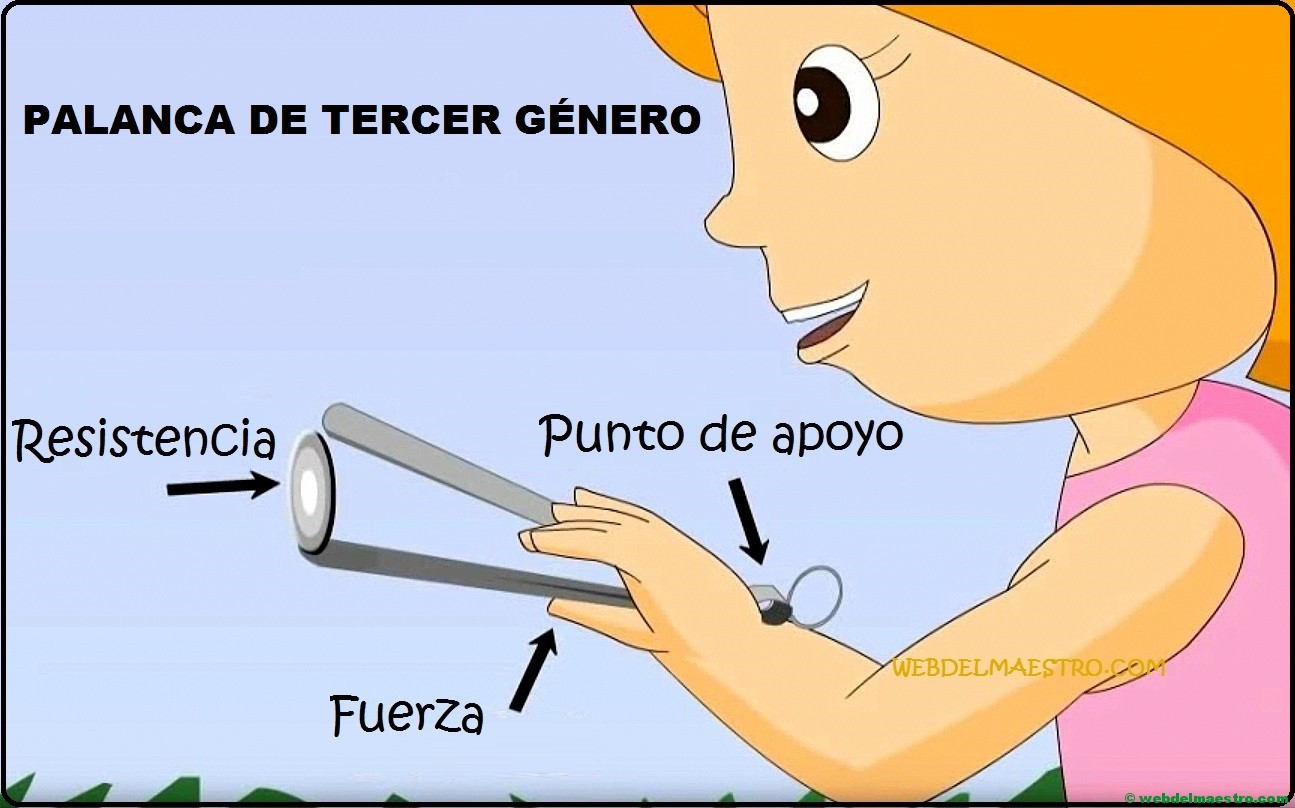 PALANCA DE TERCER GÉNERO
Resistencia
Punto de apoyo
WEBDELMAESTRO.COM
Fuerza
© webdelmaestro.com